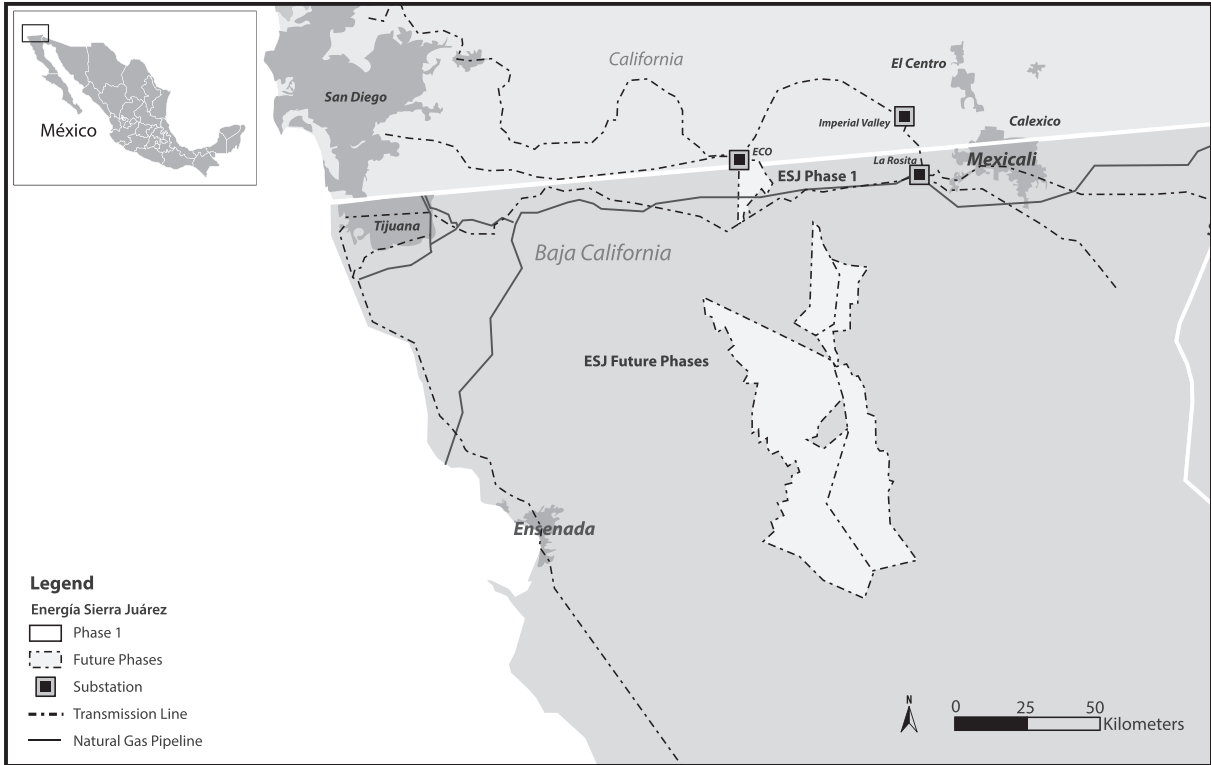 México
California
El Centro
San Diego
Imperial Valley
Calexico
ECO
La Rosita
Mexicali
ESJ Phase 1
Tijuana
Baja California
ESJ Future Phases
Ensenada
Legend
Energía Sierra Juárez
Phase 1
Future Phases
Substation
Transmission Line
Natural Gas Pipeline
N
0 25 50
Kilometers